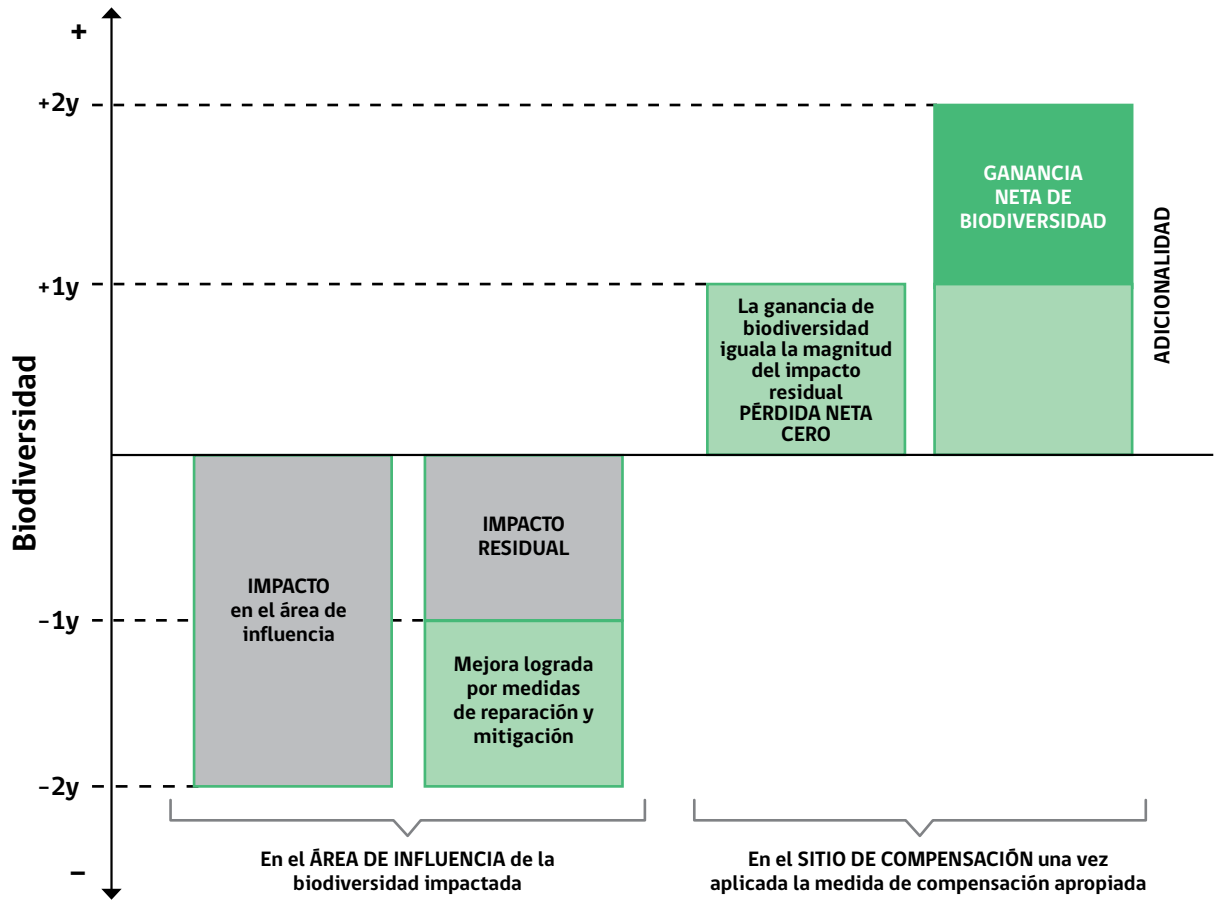 +
+2y
+1y
Biodiversidad
−1y
−2y
−
IMPACTO
en el área de
influencia
IMPACTO
RESIDUAL
Mejora lograda
por medidas
de reparación y
mitigación
La ganancia de
biodiversidad
iguala la magnitud
del impacto
residual
PÉRDIDA NETA
CERO
GANANCIA
NETA DE
BIODIVERSIDAD
ADICIONALIDAD
En el ÁREA DE INFLUENCIA de la
biodiversidad impactada
En el SITIO DE COMPENSACIÓN una vez
aplicada la medida de compensación apropiada